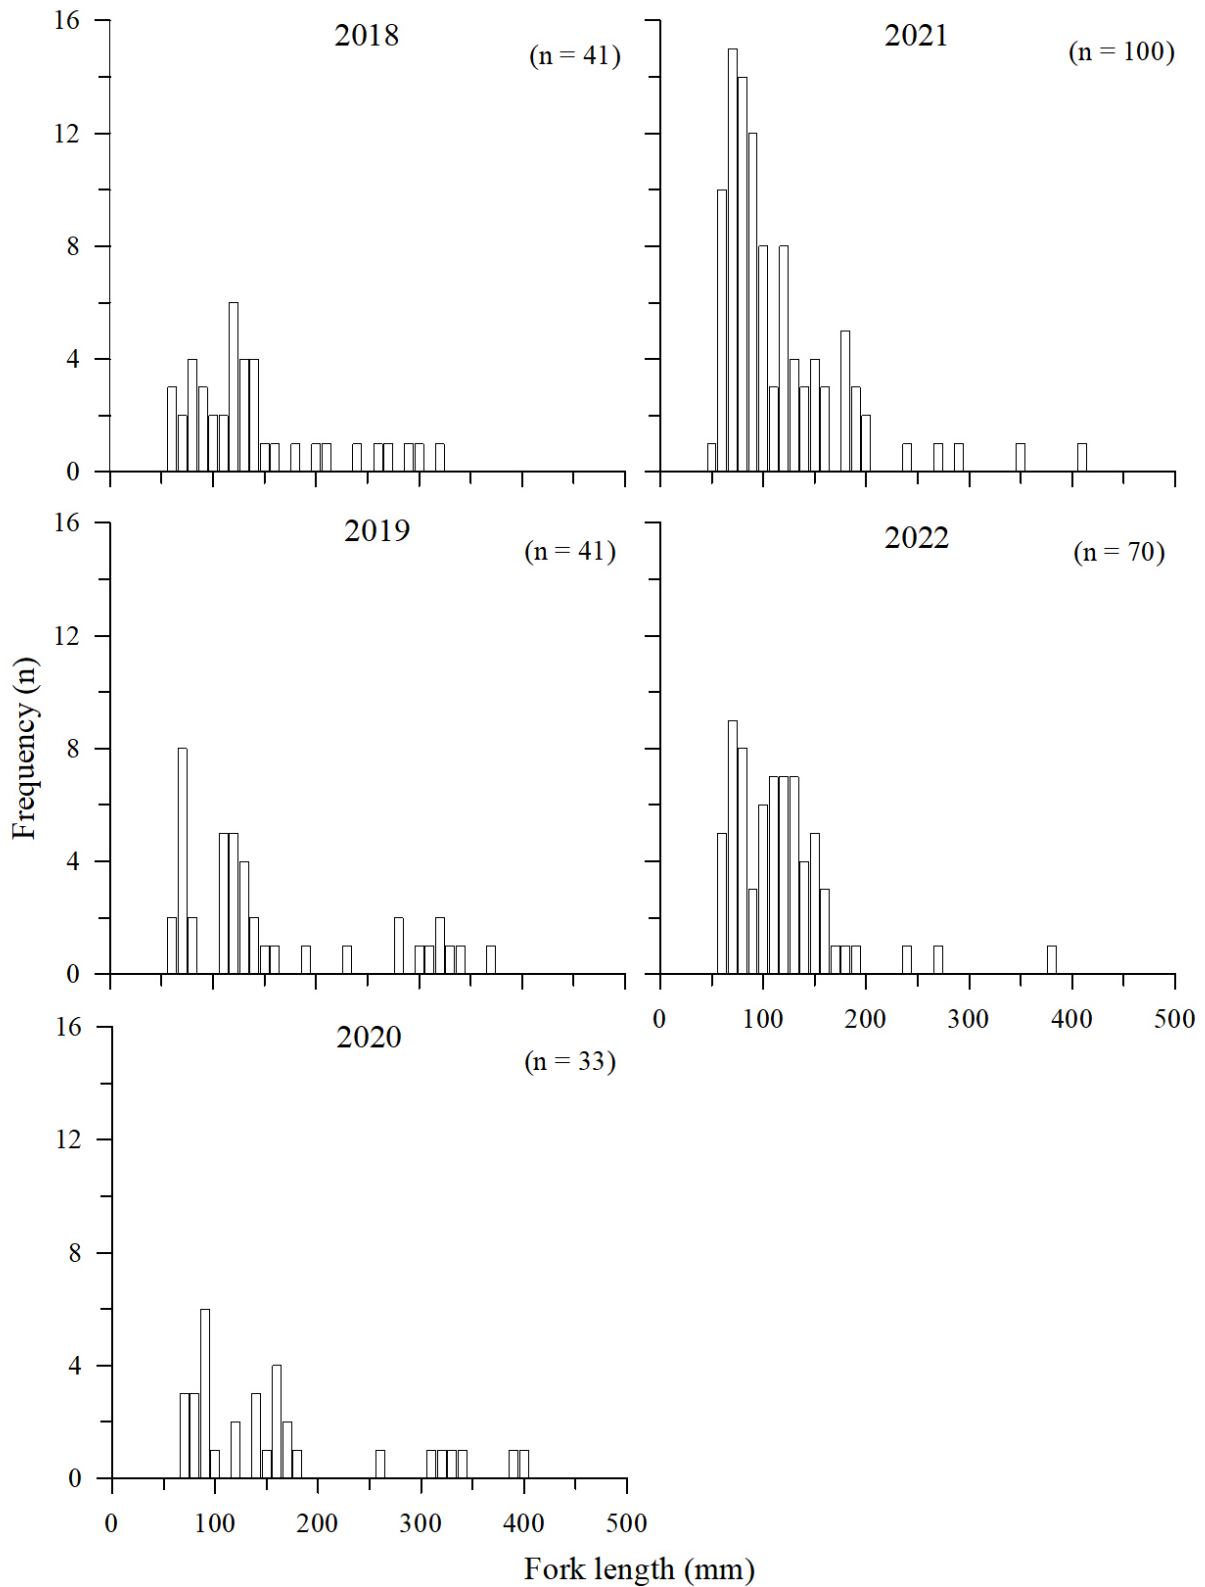 2018
(n = 41)
16
12
8
4
0
2021
(n = 100)
2019
(n = 41)
16
12
8
4
0
2022
(n = 70)
0 100 200 300 400 500
2020
(n = 33)
16
12
8
4
0
0 100 200 300 400 500
Frequency (n)
Fork length (mm)